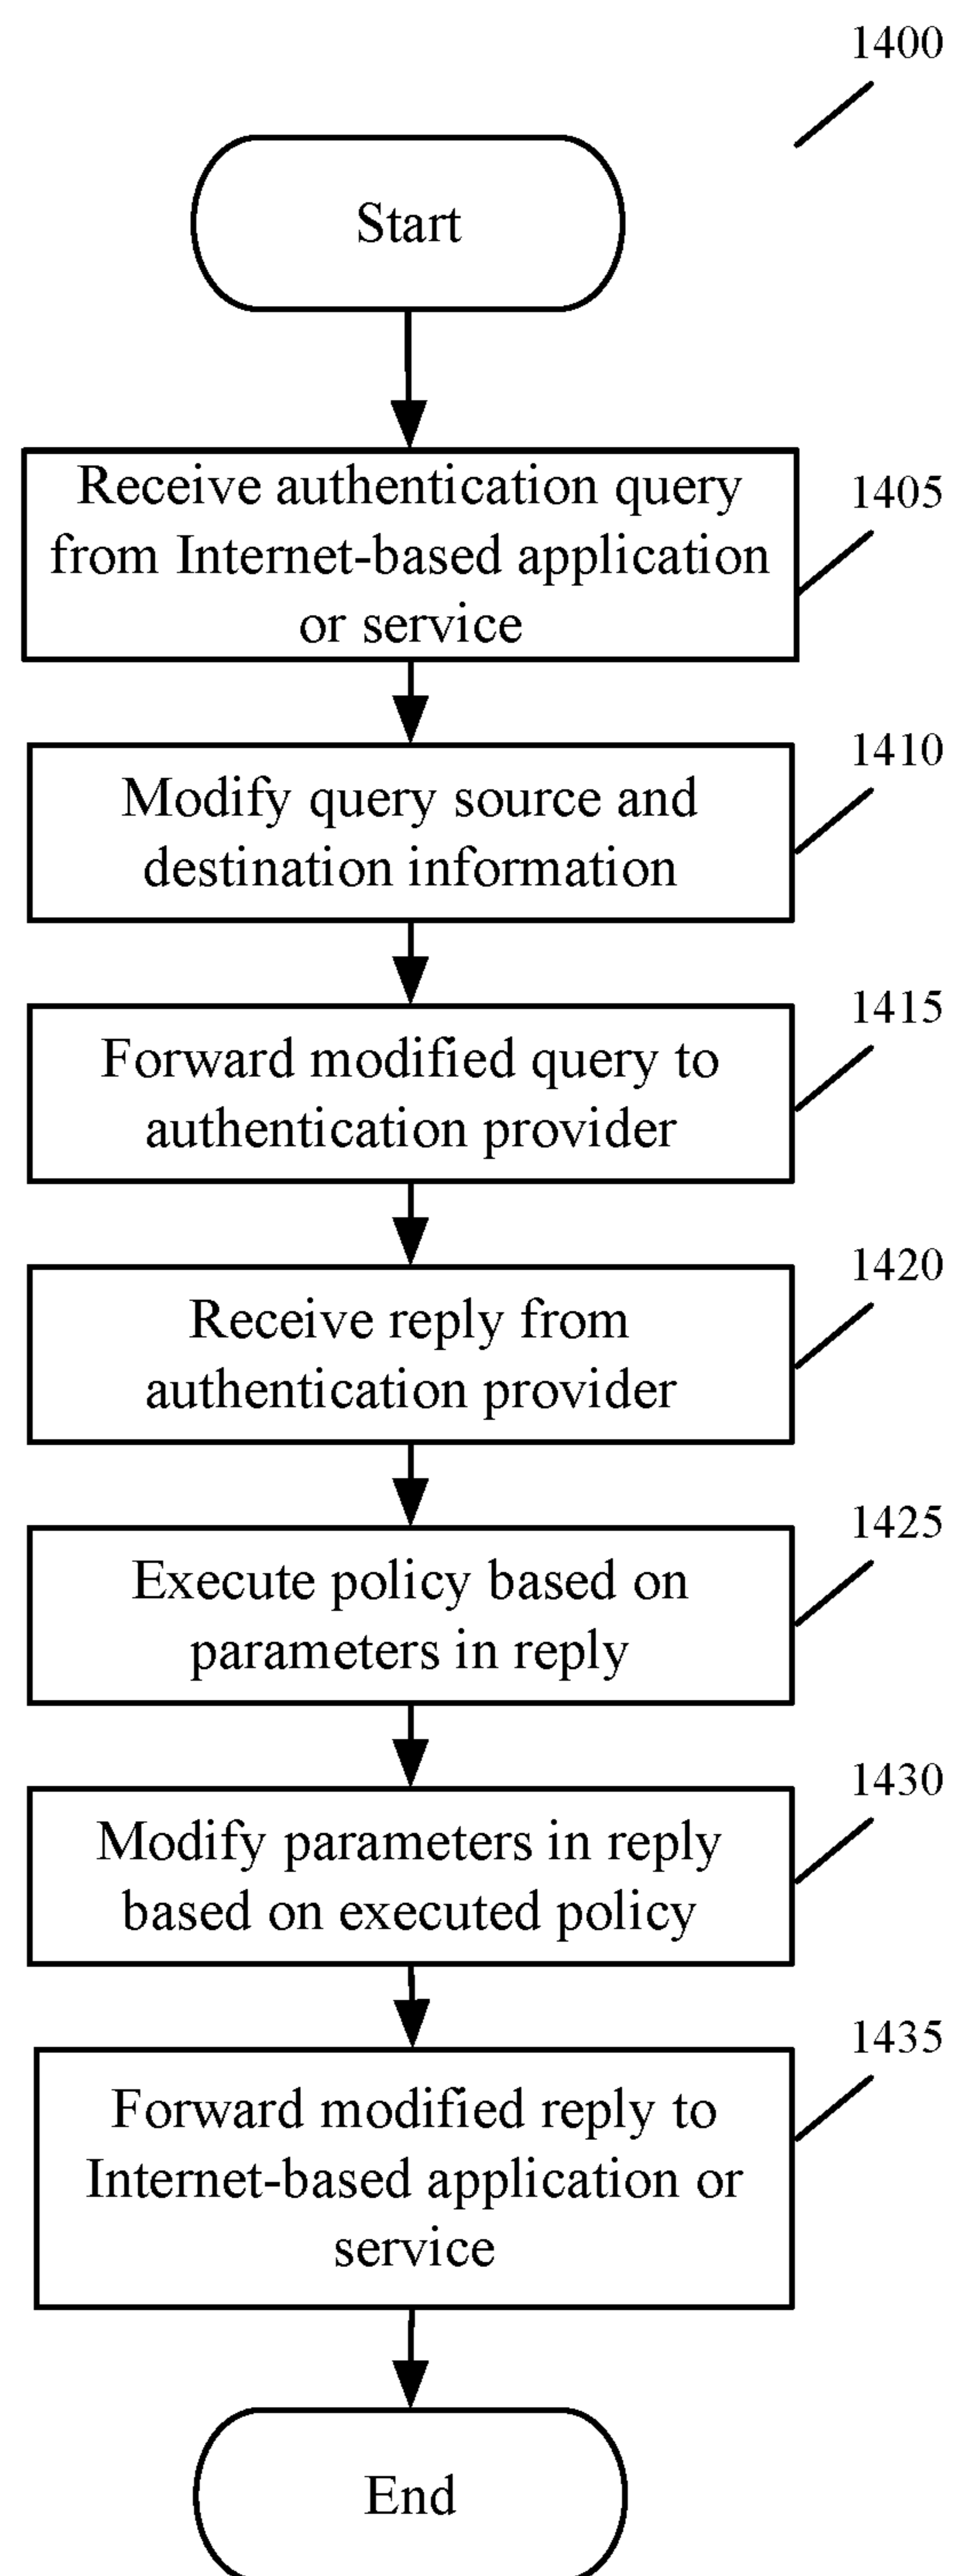 1400
Start
Receive authentication query
from Internet-based application
or service
1405
Modify query source and
destination information
1410
Forward modified query to
authentication provider
1415
Receive reply from
authentication provider
1420
Execute policy based on
parameters in reply
1425
Modify parameters in reply
based on executed policy
1430
Forward modified reply to
Internet-based application or
service
1435
End